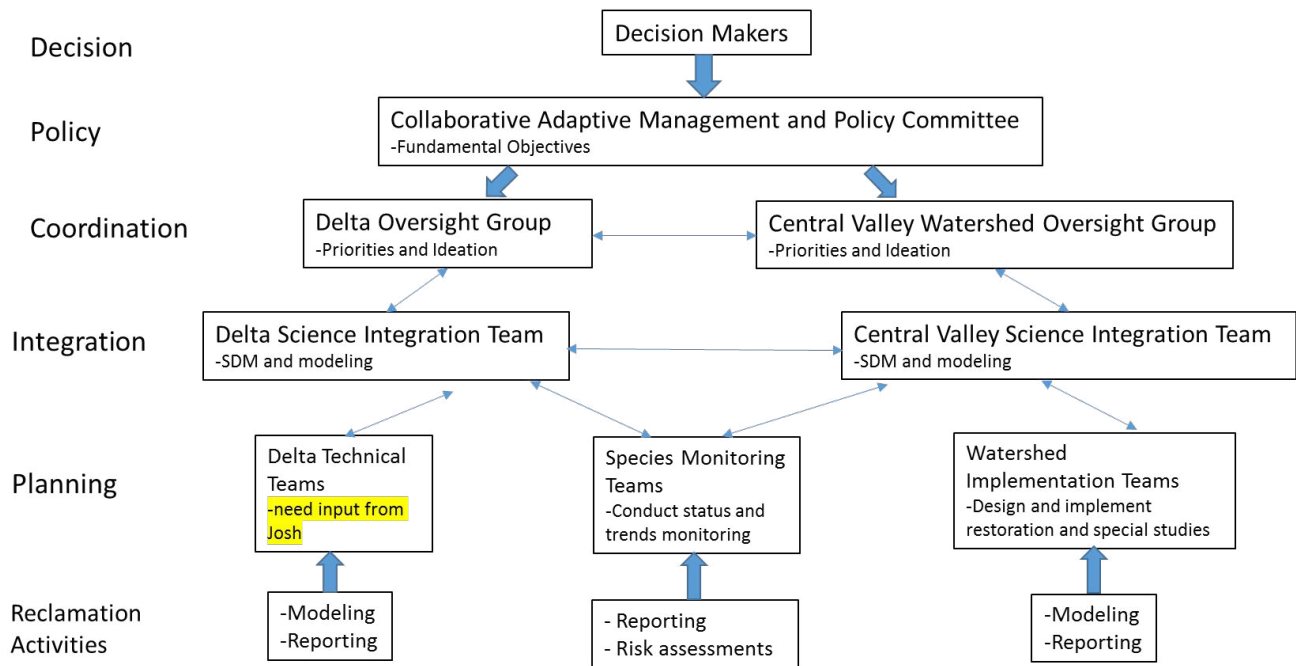 Decision
Decision Makers
Policy
Collaborative Adaptive Management and Policy Committee
-Fundamental Objectives
Coordination
Delta Oversight Group
-Priorities and Ideation
Central Valley Watershed Oversight Group
-Priorities and Ideation
Integration
Delta Science Integration Team
-SDM and modeling
Central Valley Science Integration Team
-SDM and modeling
Planning
Delta Technical
Teams
-need input from
Josh
Species Monitoring
Teams
-Conduct status and
trends monitoring
Watershed
Implementation Teams
-Design and implement
restoration and special studies
Reclamation
Activities
-Modeling
-Reporting
- Reporting
- Risk assessments
-Modeling
-Reporting